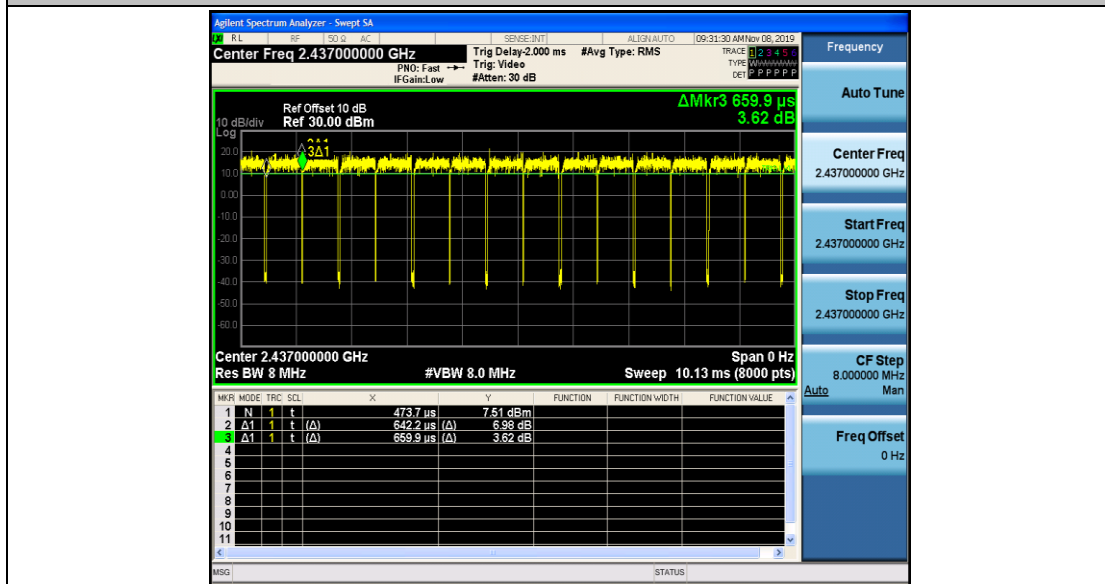 Agilent Spectrum Analyzer - Swept SA
RL RF 50 Ω AC SENSE:INT ALIGN AUTO 09:31:30 AM Nov 08, 2019
Center Freq 2.437000000 GHz
PNO: Fast
IFGain:Low
Trig Delay-2.000 ms
Trig: Video
#Atten: 30 dB
#Avg Type: RMS
TRACE 1 2 3 4 5 6
TYPE
DET P P P P P P
Frequency
Auto Tune
Center Freq
2.437000000 GHz
Start Freq
2.437000000 GHz
Stop Freq
2.437000000 GHz
CF Step
8.000000 MHz
Auto Man
Freq Offset
0 Hz
ΔMkr3 659.9 µs
3.62 dB
Ref Offset 10 dB
10 dB/div Ref 30.00 dBm
Log
20.0
10.0
0.00
-10.0
-20.0
-30.0
-40.0
-50.0
-60.0
3Δ1
Center 2.437000000 GHz Span 0 Hz
Res BW 8 MHz #VBW 8.0 MHz Sweep 10.13 ms (8000 pts)
MKR MODE TRC SCL X Y FUNCTION FUNCTION WIDTH FUNCTION VALUE
1 N 1 t 473.7 µs 7.51 dBm
2 Δ1 1 t (Δ) 642.2 µs (Δ) 6.98 dB
3 Δ1 1 t (Δ) 659.9 µs (Δ) 3.62 dB
4
5
6
7
8
9
10
11
MSG STATUS